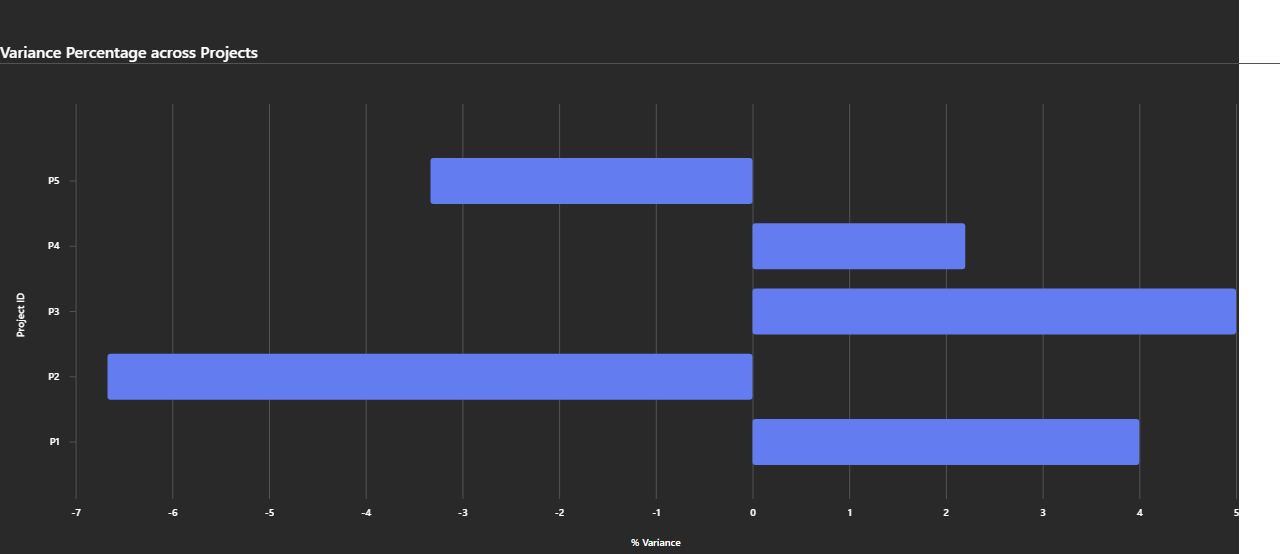 Variance Percentage across Projects
P5
P4
P3
P2
P1
Project ID
-7 -6 -5 -4 -3 -2 -1 0 1 2 3 4 5
% Variance